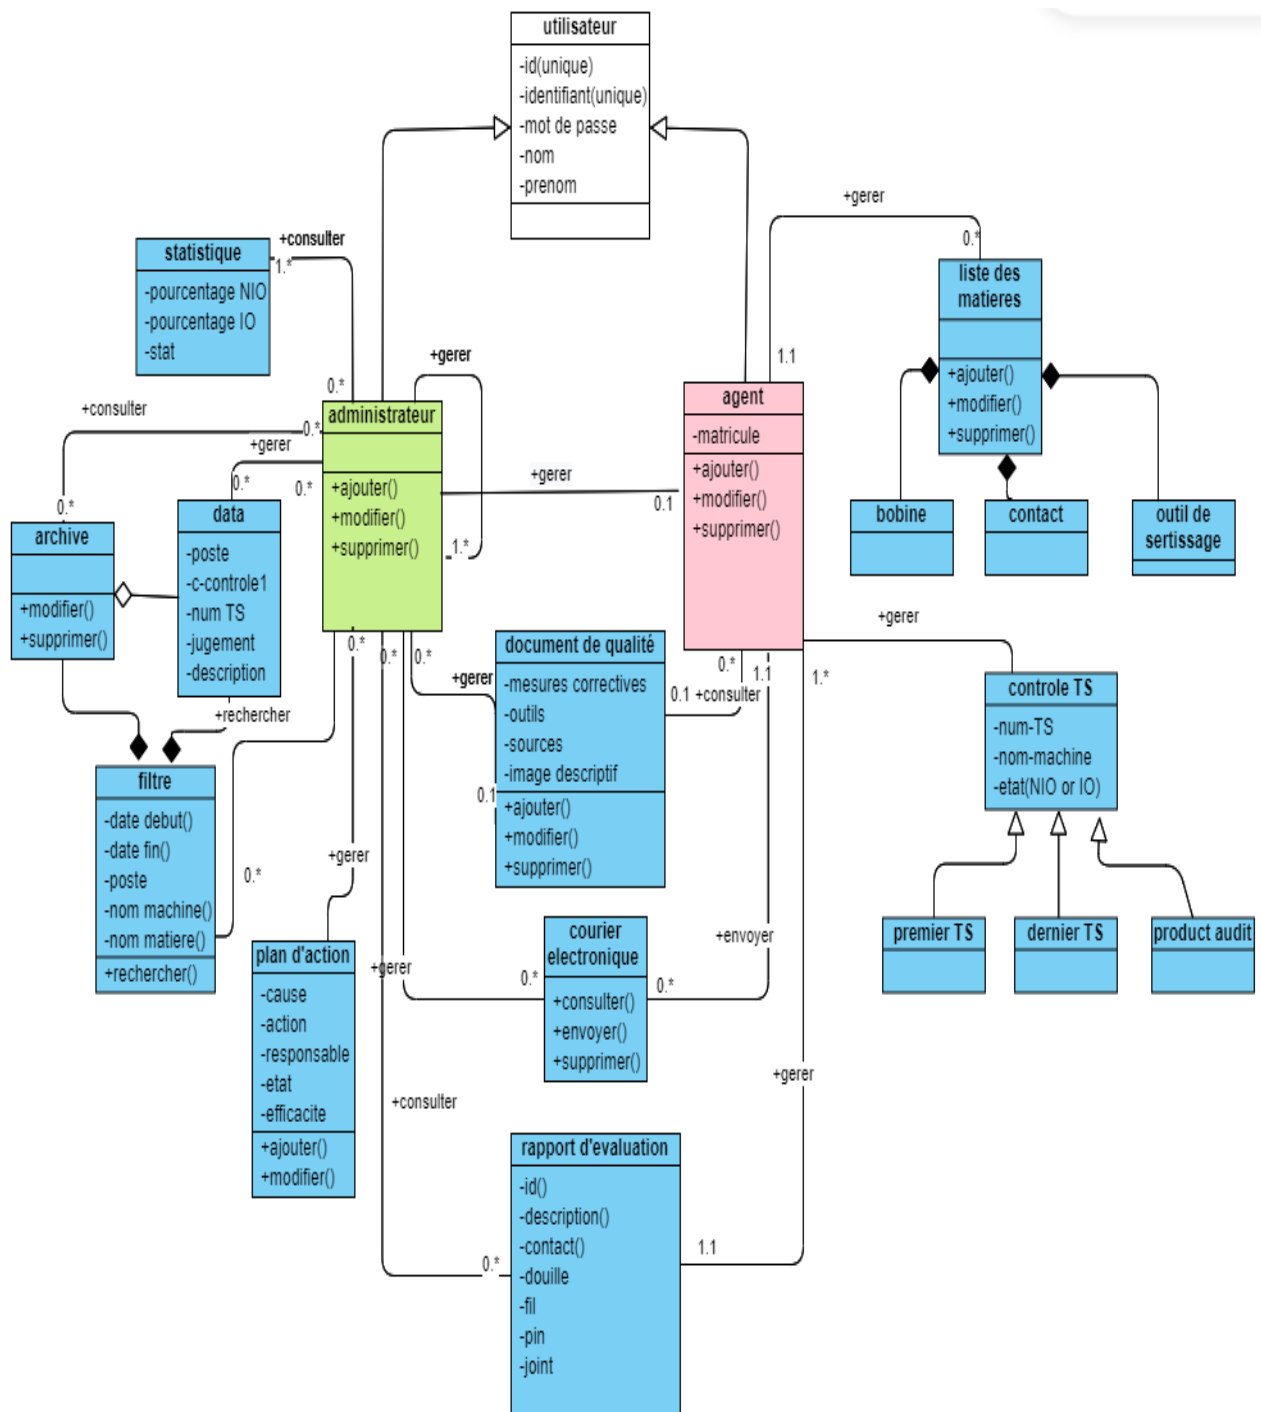 utilisateur
-id(unique)
-identifiant(unique)
-mot de passe
-nom
-prenom
+gerer
0.*
1.1
statistique
-pourcentage NIO
-pourcentage IO
-stat
+consulter
1.*
0.*
liste des
matieres
+ajouter()
+modifier()
+supprimer()
bobine
contact
outil de
sertissage
+gerer
1.*
administrateur
+ajouter()
+modifier()
+supprimer()
agent
-matricule
+ajouter()
+modifier()
+supprimer()
+gerer
0.1
+consulter
0.*
0.*
+gerer
0.*
0.*
archive
+modifier()
+supprimer()
data
-poste
-c-controle1
-num TS
-jugement
-description
+rechercher
filtre
-date debut()
-date fin()
-poste
-nom machine()
-nom matiere()
+rechercher()
0.*
0.*
0.*
0.*
+gerer
0.1
document de qualité
-mesures correctives
-outils
-sources
-image descriptif
+ajouter()
+modifier()
+supprimer()
0.*
0.1 +consulter
1.1
1.*
+gerer
controle TS
-num-TS
-nom-machine
-etat(NIO or IO)
premier TS
dernier TS
product audit
+gerer
plan d'action
-cause
-action
-responsable
-etat
-efficacite
+ajouter()
+modifier()
+gerer
0.*
courier
electronique
+consulter()
+envoyer()
+supprimer()
0.*
+envoyer
+gerer
+consulter
0.*
rapport d'evaluation
-id()
-description()
-contact()
-douille
-fil
-pin
-joint
1.1